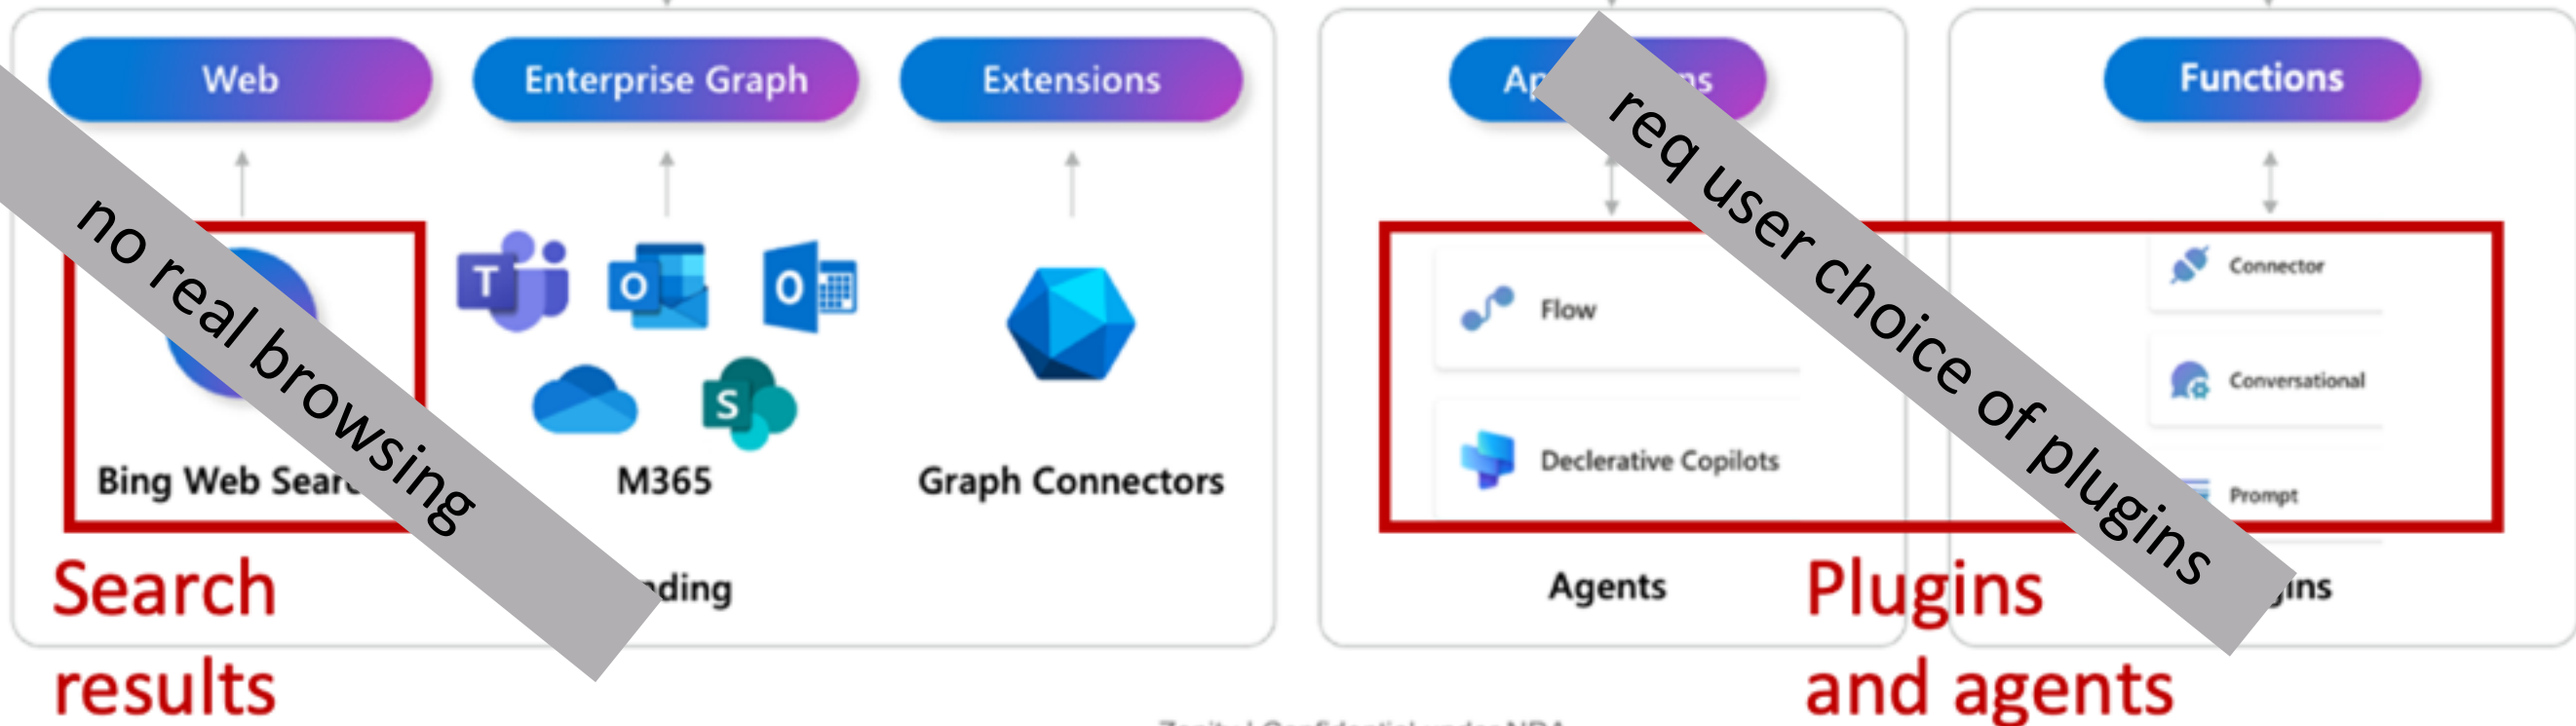 Web
Enterprise Graph
Extensions
Functions
no real browsing
req user choice of plugins
T
O
O
S
Flow
Declerative Copilots
Connector
Conversational
Prompt
Bing Web
M365
Graph Connectors
Agents
Search
results
Plugins
and agents